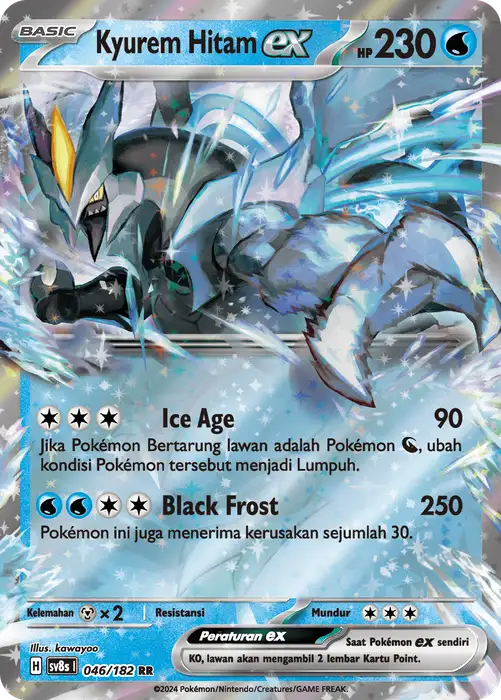 BASIC Kyurem Hitam ex HP 230
Ice Age 90
Jika Pokémon Bertarung lawan adalah Pokémon , ubah
kondisi Pokémon tersebut menjadi Lumpuh.
Black Frost 250
Pokémon ini juga menerima kerusakan sejumlah 30.
Kelemahan ×2 Resistansi Mundur
Illus. kawayoo
Peraturan ex Saat Pokémon ex sendiri
KO, lawan akan mengambil 2 lembar Kartu Point.
H sv8s I 046/182 RR
©2024 Pokémon/Nintendo/Creatures/GAME FREAK.